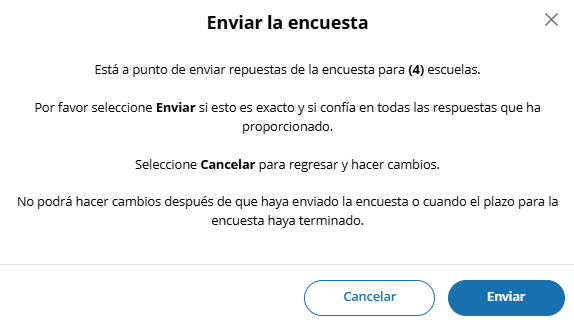 Enviar la encuesta
Está a punto de enviar repuestas de la encuesta para (4) escuelas.
Por favor seleccione Enviar si esto es exacto y si confía en todas las respuestas que ha
proporcionado.
Seleccione Cancelar para regresar y hacer cambios.
No podrá hacer cambios después de que haya enviado la encuesta o cuando el plazo para la
encuesta haya terminado.
Cancelar
Enviar